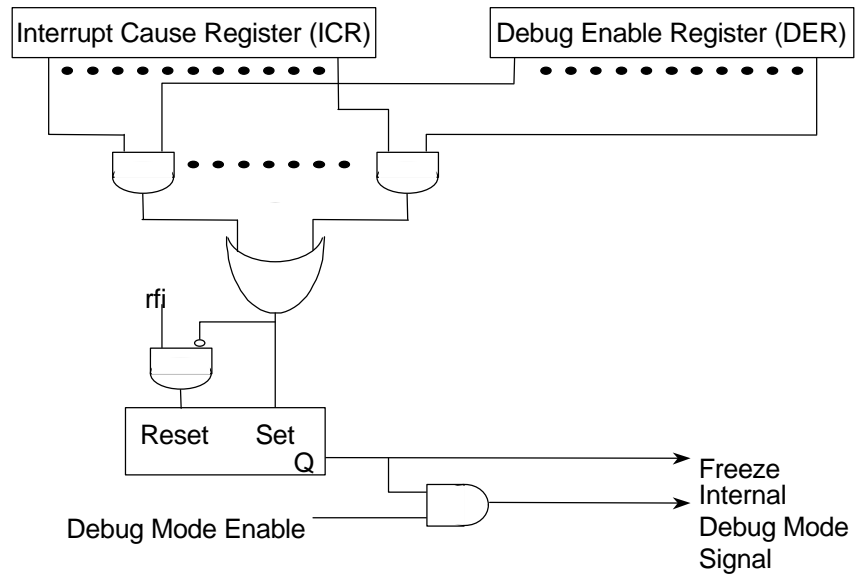 Interrupt Cause Register (ICR)
Debug Enable Register (DER)
rfi
Reset
Set
Q
Freeze
Internal
Debug Mode
Signal
Debug Mode Enable